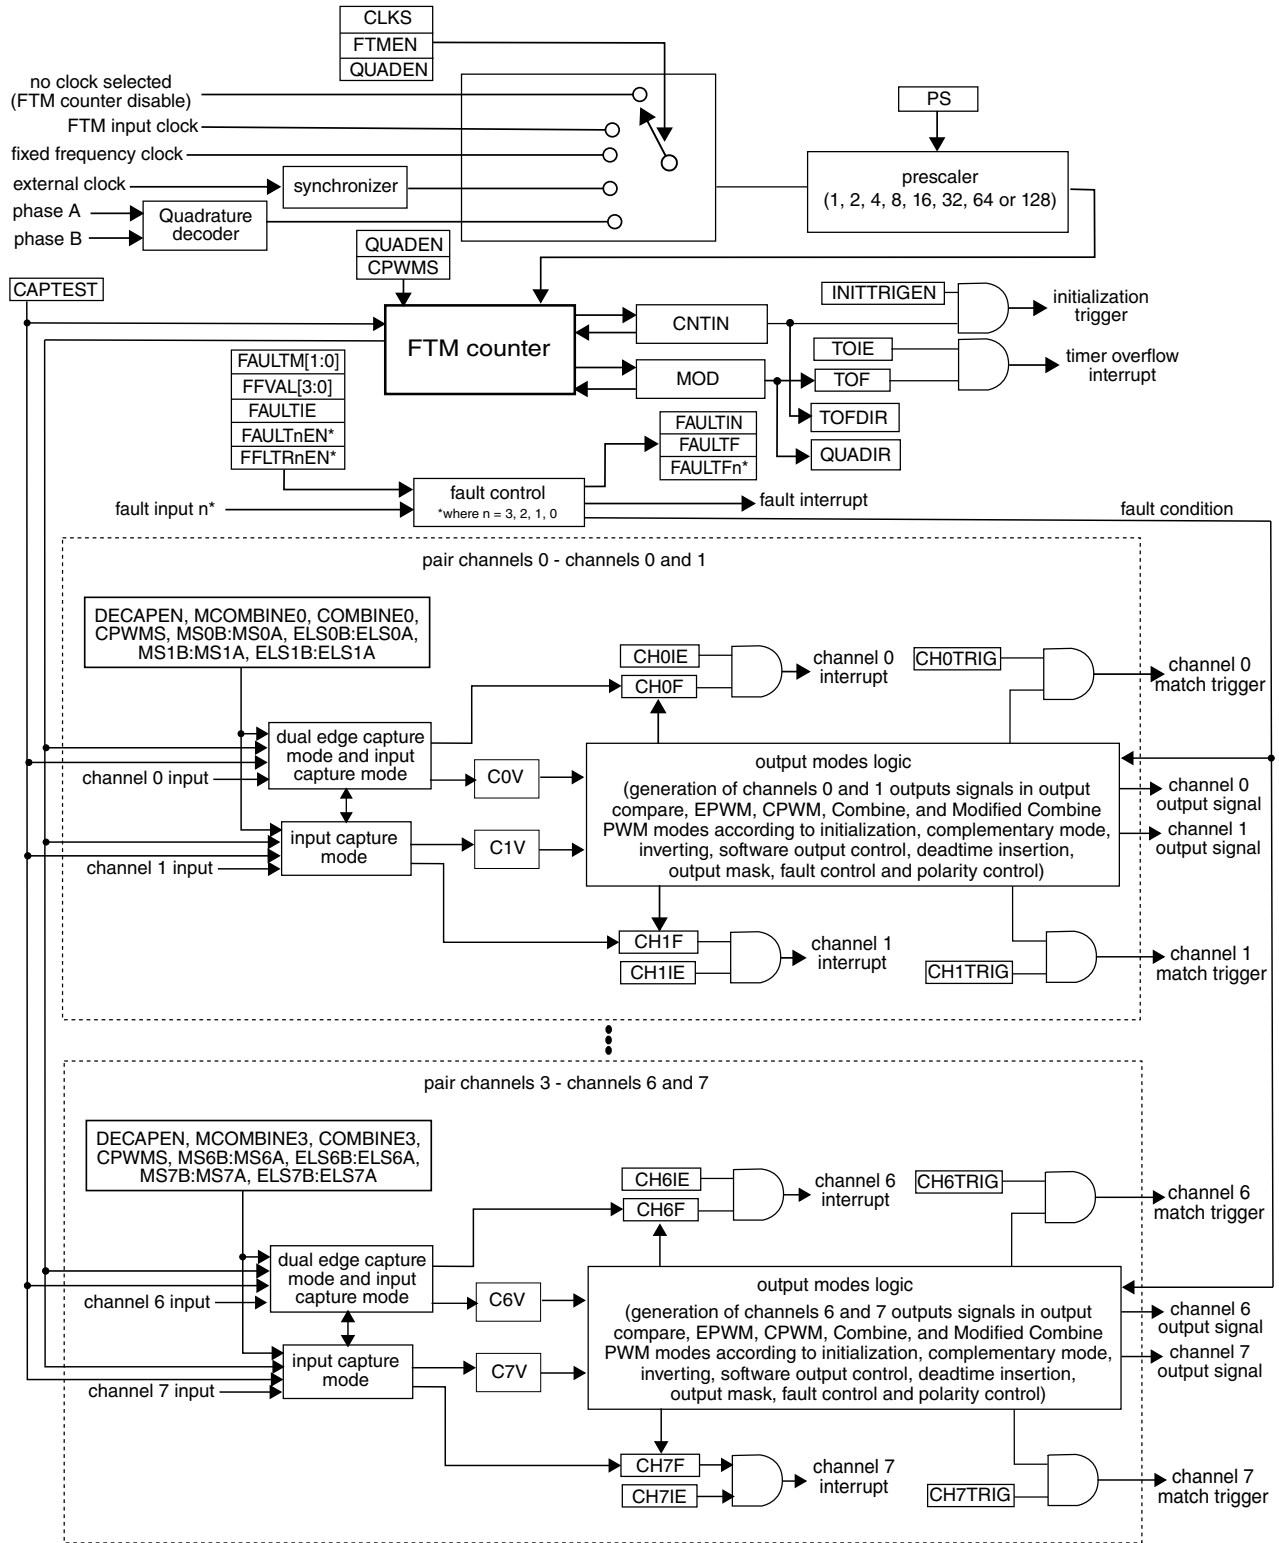 CLKS
FTMEN
QUADEN
no clock selected
(FTM counter disable)
FTM input clock
fixed frequency clock
external clock
synchronizer
phase A
phase B
Quadrature
decoder
PS
prescaler
(1, 2, 4, 8, 16, 32, 64 or 128)
QUADEN
CPWMS
CAPTEST
FTM counter
CNTIN
MOD
INITTRIGEN
initialization
trigger
TOIE
TOF
timer overflow
interrupt
TOFDIR
QUADIR
FAULTM[1:0]
FFVAL[3:0]
FAULTIE
FAULTnEN*
FFLTRnEN*
FAULTIN
FAULTF
FAULTFn*
fault input n*
fault control
*where n = 3, 2, 1, 0
fault interrupt
fault condition
pair channels 0 - channels 0 and 1
DECAPEN, MCOMBINE0, COMBINE0,
CPWMS, MS0B:MS0A, ELS0B:ELS0A,
MS1B:MS1A, ELS1B:ELS1A
CH0IE
CH0F
channel 0
interrupt
CH0TRIG
channel 0
match trigger
dual edge capture
mode and input
capture mode
channel 0 input
C0V
input capture
mode
channel 1 input
C1V
output modes logic
(generation of channels 0 and 1 outputs signals in output
compare, EPWM, CPWM, Combine, and Modified Combine
PWM modes according to initialization, complementary mode,
inverting, software output control, deadtime insertion,
output mask, fault control and polarity control)
channel 0
output signal
channel 1
output signal
CH1F
CH1IE
channel 1
interrupt
CH1TRIG
channel 1
match trigger
pair channels 3 - channels 6 and 7
DECAPEN, MCOMBINE3, COMBINE3,
CPWMS, MS6B:MS6A, ELS6B:ELS6A,
MS7B:MS7A, ELS7B:ELS7A
CH6IE
CH6F
channel 6
interrupt
CH6TRIG
channel 6
match trigger
dual edge capture
mode and input
capture mode
channel 6 input
C6V
input capture
mode
channel 7 input
C7V
output modes logic
(generation of channels 6 and 7 outputs signals in output
compare, EPWM, CPWM, Combine, and Modified Combine
PWM modes according to initialization, complementary mode,
inverting, software output control, deadtime insertion,
output mask, fault control and polarity control)
channel 6
output signal
channel 7
output signal
CH7F
CH7IE
channel 7
interrupt
CH7TRIG
channel 7
match trigger